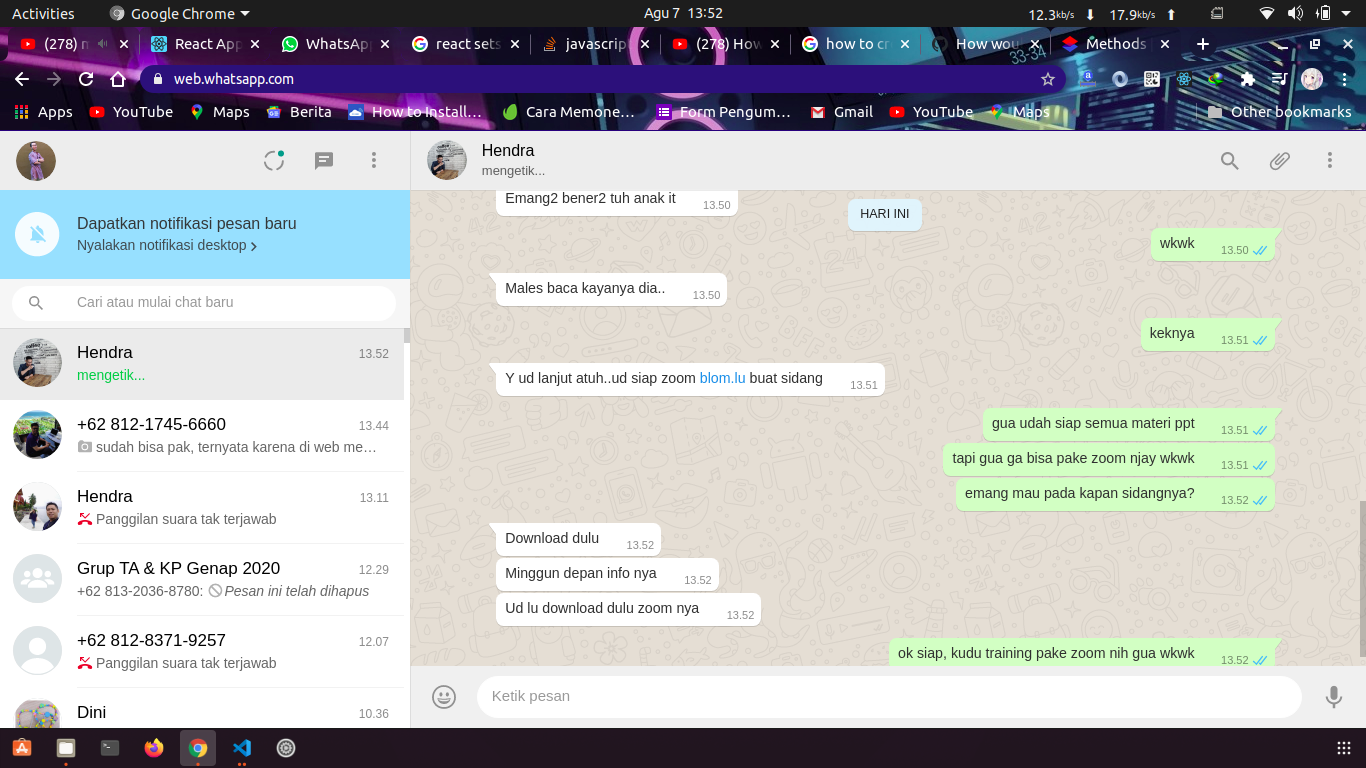 Activities
Google Chrome
Agu 7 13:52
12.3kb/s
17.9kb/s
(278) m
React App
WhatsApp
react sets
javascrip
(278) How
how to cr
How wou
Methods
33-34
web.whatsapp.com
Apps
YouTube
Maps
Berita
How to Install…
Cara Memone…
Form Pengum…
Gmail
YouTube
Maps
Other bookmarks
Hendra
mengetik...
Dapatkan notifikasi pesan baru
Nyalakan notifikasi desktop
Cari atau mulai chat baru
Hendra
13.52
mengetik...
+62 812-1745-6660
13.44
sudah bisa pak, ternyata karena di web me…
Hendra
13.11
Panggilan suara tak terjawab
Grup TA & KP Genap 2020
12.29
+62 813-2036-8780: Pesan ini telah dihapus
+62 812-8371-9257
12.07
Panggilan suara tak terjawab
Dini
10.36
Emang2 bener2 tuh anak it 13.50
HARI INI
wkwk 13.50
Males baca kayanya dia.. 13.50
keknya 13.51
Y ud lanjut atuh..ud siap zoom blom.lu buat sidang 13.51
gua udah siap semua materi ppt 13.51
tapi gua ga bisa pake zoom njay wkwk 13.51
emang mau pada kapan sidangnya? 13.52
Download dulu 13.52
Minggun depan info nya 13.52
Ud lu download dulu zoom nya 13.52
ok siap, kudu training pake zoom nih gua wkwk 13.52
Ketik pesan